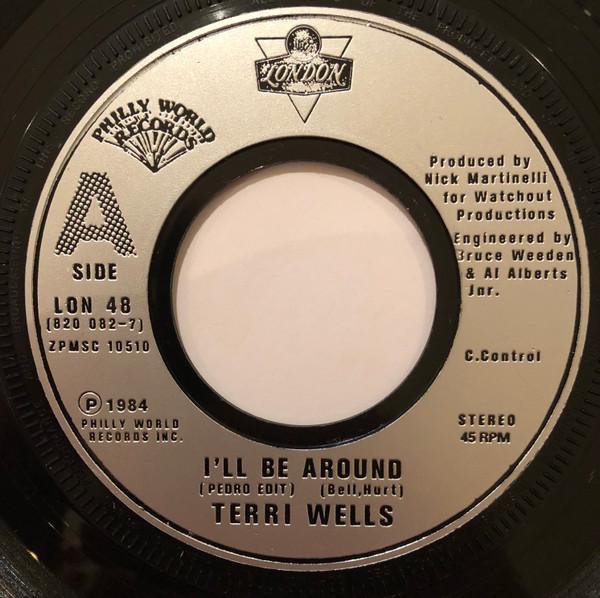 LONDON
PHILLY WORLD
RECORDS
A
SIDE
LON 48
(820 082-7)
ZPMSC 10510
Ⓟ 1984
PHILLY WORLD
RECORDS INC.
Produced by
Nick Martinelli
for Watchout
Productions
Engineered by
Bruce Weeden
& Al Alberts
Jnr.
C.Control
STEREO
45 RPM
I'LL BE AROUND
(PEDRO EDIT) (Bell,Hurt)
TERRI WELLS